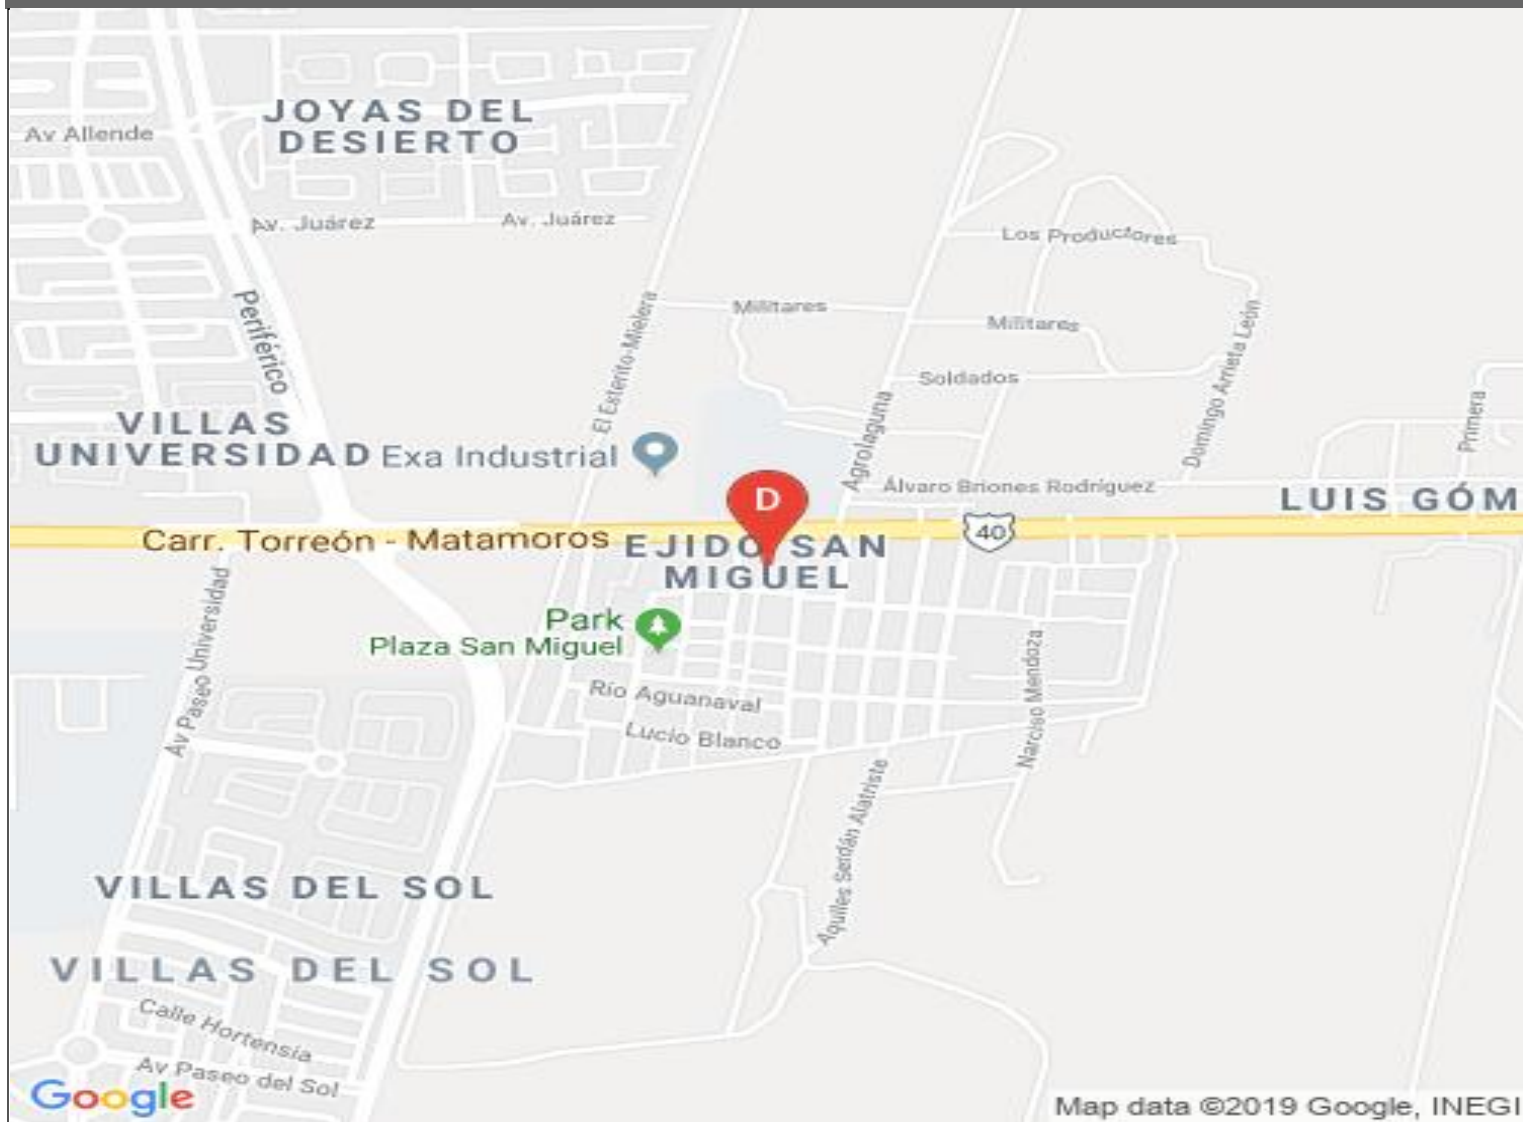 JOYAS DEL
DESIERTO
Av Allende
Av. Juárez
Av. Juárez
Los Productores
Periférico
El Esterito-Mielera
Militares
Militares
Domingo Arrieta León
Soldados
Agrolaguna
Primera
VILLAS
UNIVERSIDAD
Exa Industrial
Álvaro Briones Rodríguez
LUIS GÓM
D
40
Carr. Torreón - Matamoros
EJIDO SAN
MIGUEL
Av Paseo Universidad
Park
Plaza San Miguel
Río Aguanaval
Lucio Blanco
Narciso Mendoza
Aquiles Serdán Alatriste
VILLAS DEL SOL
VILLAS DEL SOL
Calle Hortensia
Av Paseo del Sol
Google
Map data ©2019 Google, INEGI